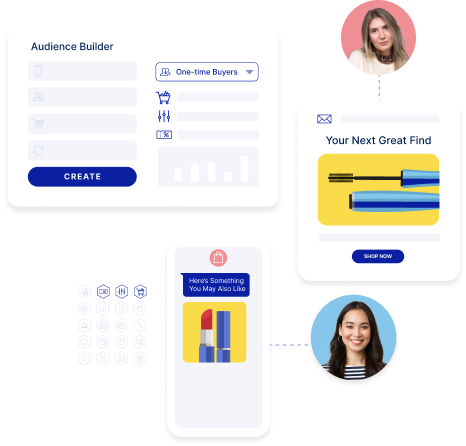 Audience Builder
One-time Buyers
CREATE
Your Next Great Find
SHOP NOW
Here's Something
You May Also Like